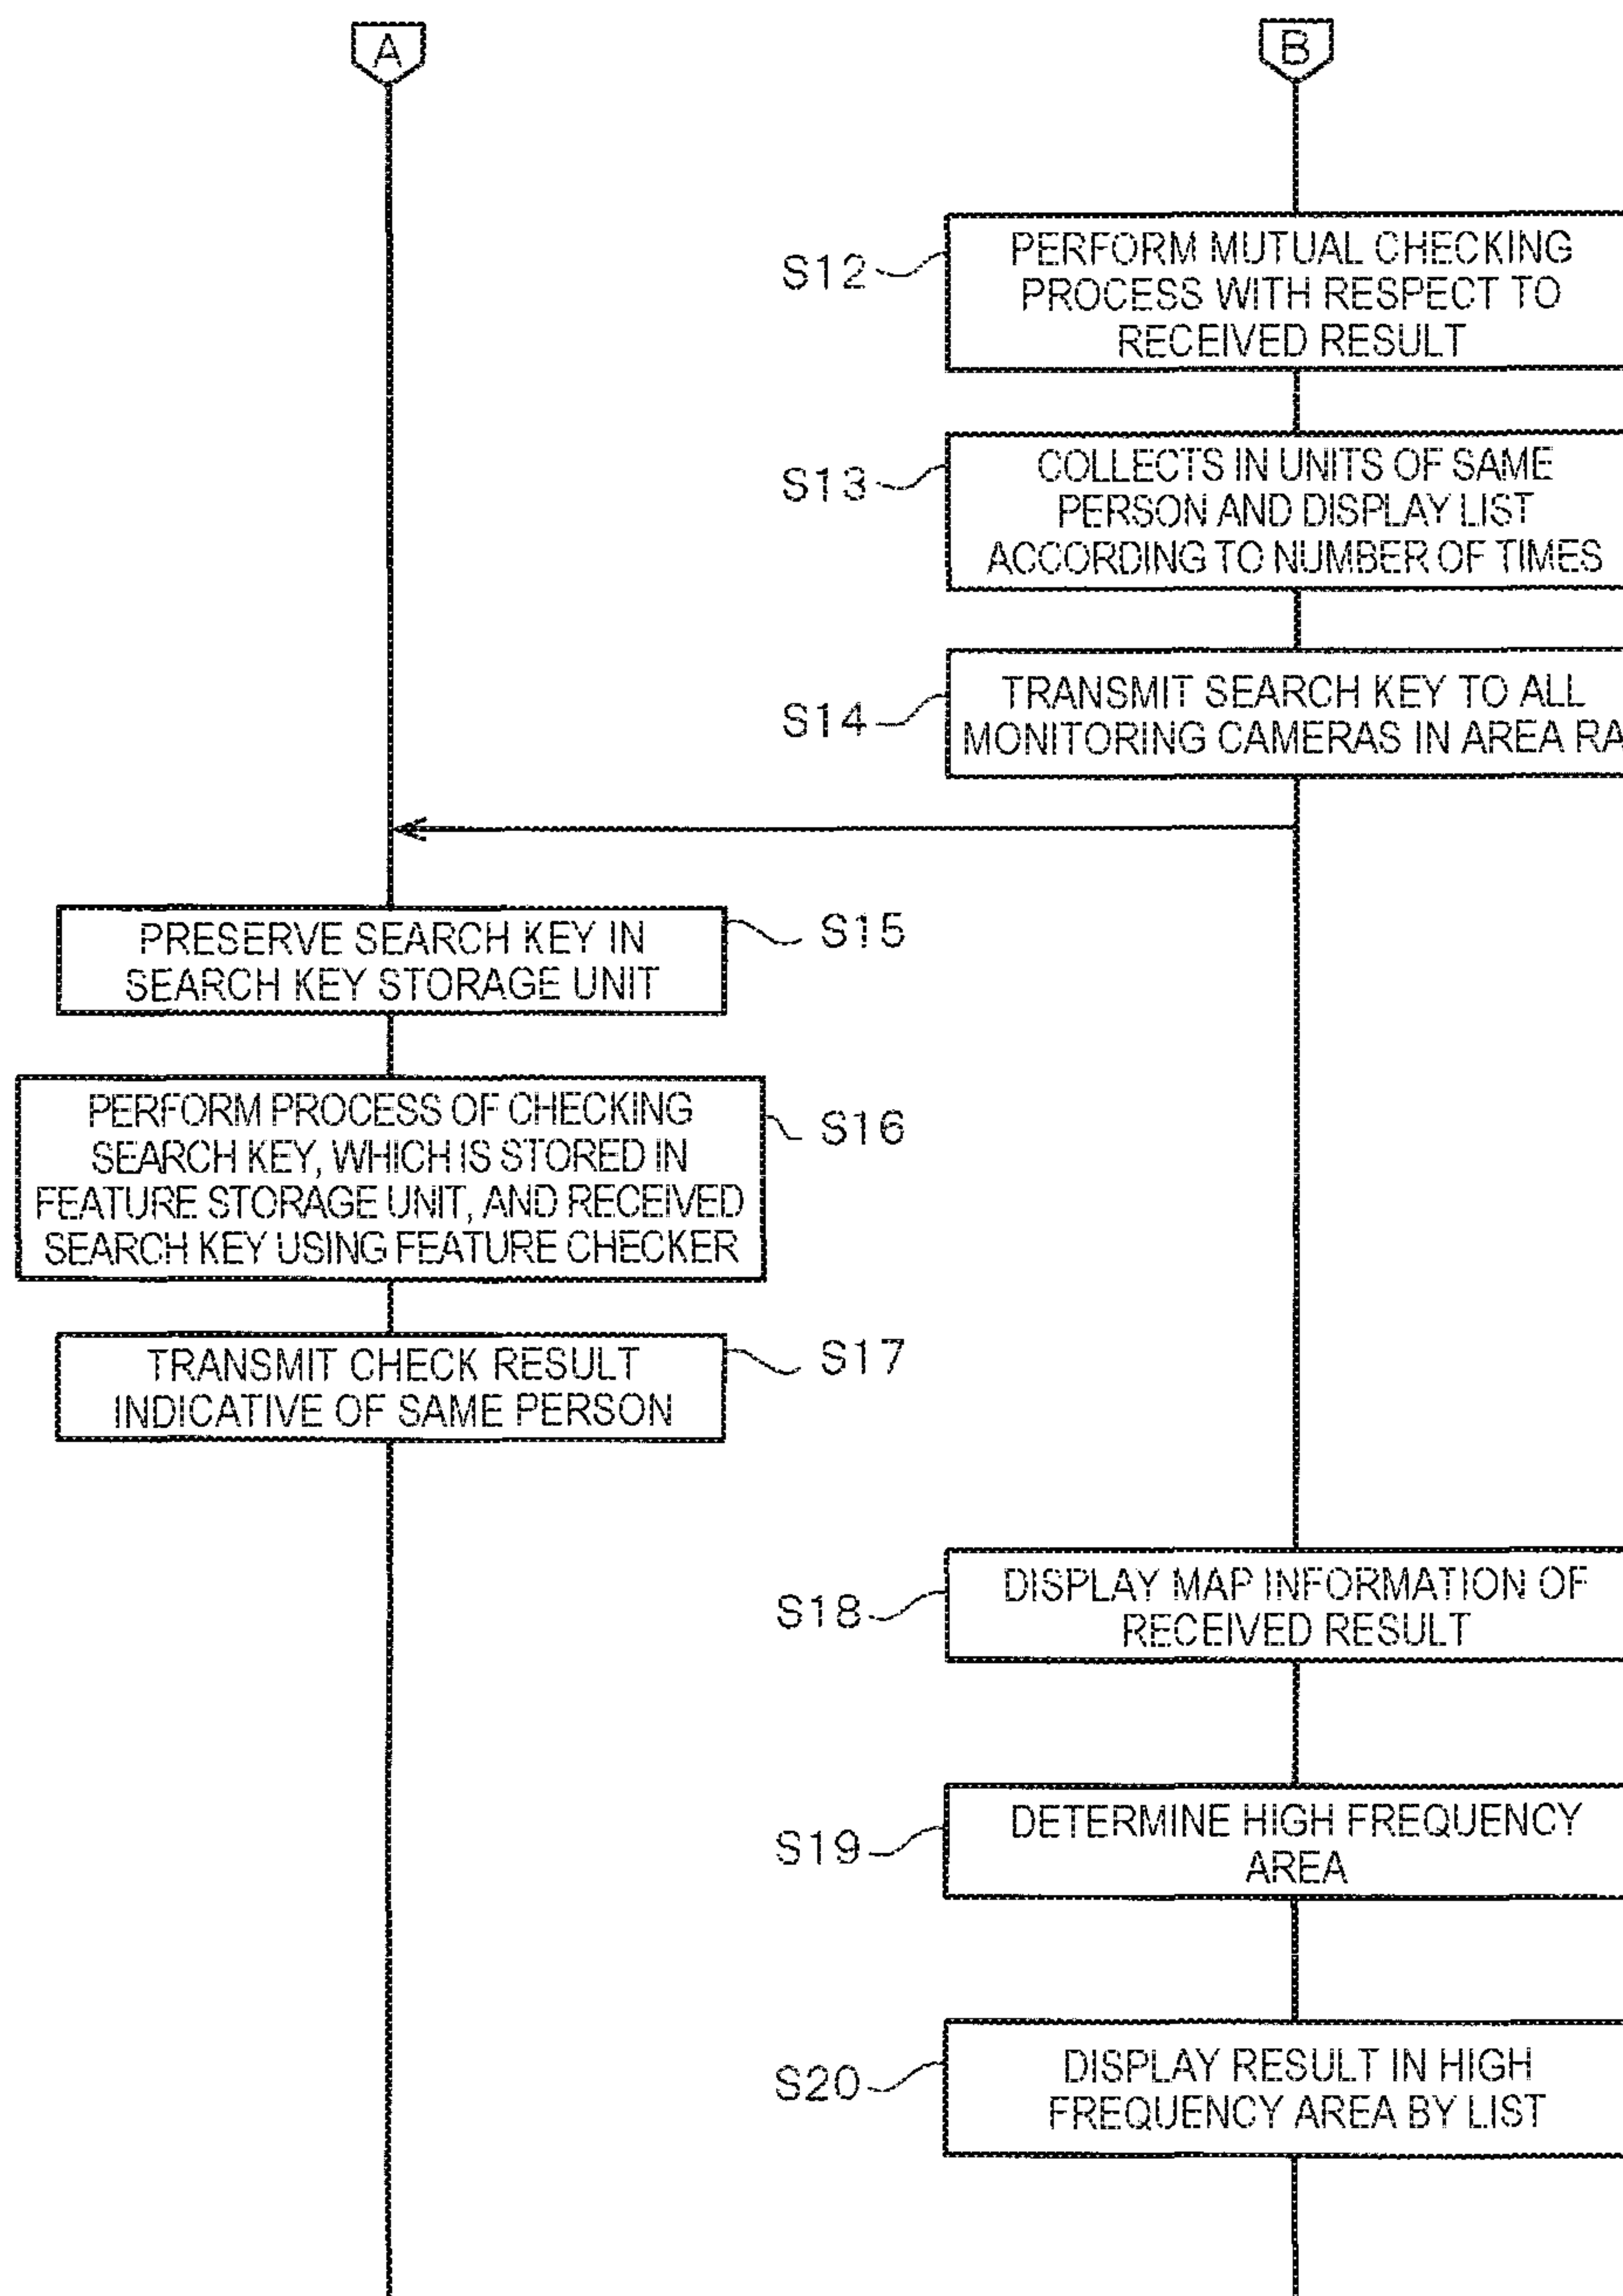 A
B
S12
PERFORM MUTUAL CHECKING
PROCESS WITH RESPECT TO
RECEIVED RESULT
S13
COLLECTS IN UNITS OF SAME
PERSON AND DISPLAY LIST
ACCORDING TO NUMBER OF TIMES
S14
TRANSMIT SEARCH KEY TO ALL
MONITORING CAMERAS IN AREA RA
PRESERVE SEARCH KEY IN
SEARCH KEY STORAGE UNIT
S15
PERFORM PROCESS OF CHECKING
SEARCH KEY, WHICH IS STORED IN
FEATURE STORAGE UNIT, AND RECEIVED
SEARCH KEY USING FEATURE CHECKER
S16
TRANSMIT CHECK RESULT
INDICATIVE OF SAME PERSON
S17
S18
DISPLAY MAP INFORMATION OF
RECEIVED RESULT
S19
DETERMINE HIGH FREQUENCY
AREA
S20
DISPLAY RESULT IN HIGH
FREQUENCY AREA BY LIST